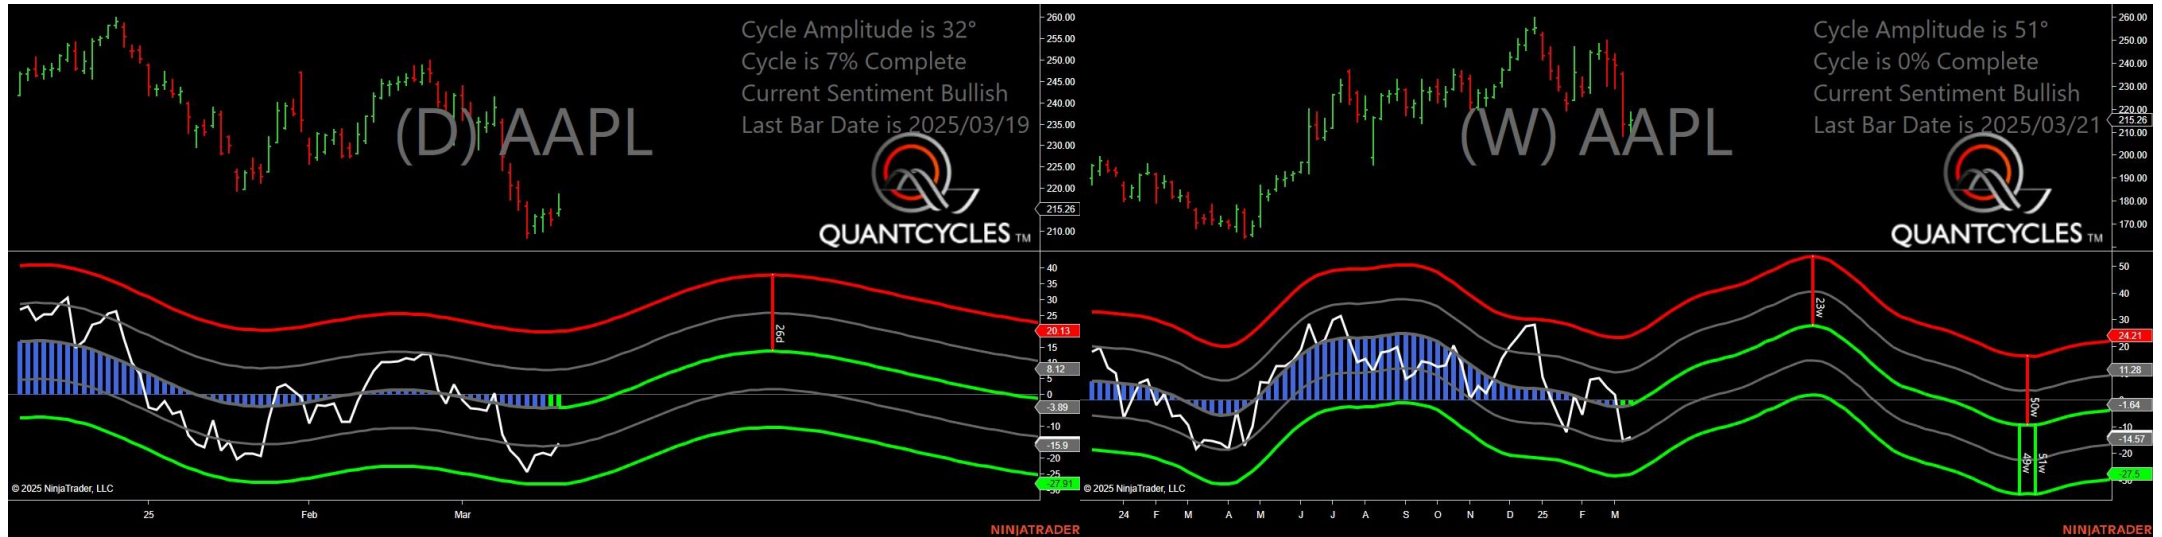 Cycle Amplitude is 32°
Cycle is 7% Complete
Current Sentiment Bullish
Last Bar Date is 2025/03/19
(D) AAPL
QUANTCYCLES TM
260.00
255.00
250.00
245.00
240.00
235.00
230.00
225.00
220.00
215.26
210.00
40
35
30
25
20.13
15
10
8.12
5
0
-3.89
-10
-15.9
-20
-25
-27.91
-30
26d
© 2025 NinjaTrader, LLC
25
Feb
Mar
NINJATRADER
Cycle Amplitude is 51°
Cycle is 0% Complete
Current Sentiment Bullish
Last Bar Date is 2025/03/21
(W) AAPL
QUANTCYCLES TM
260.00
250.00
240.00
230.00
220.00
215.26
210.00
200.00
190.00
180.00
170.00
50
40
30
24.21
20
11.28
-1.64
-10
-14.57
-20
-27.5
-30
23w
50w
49w
51w
© 2025 NinjaTrader, LLC
24
F
M
A
M
J
J
A
S
O
N
D
25
F
M
NINJATRADER